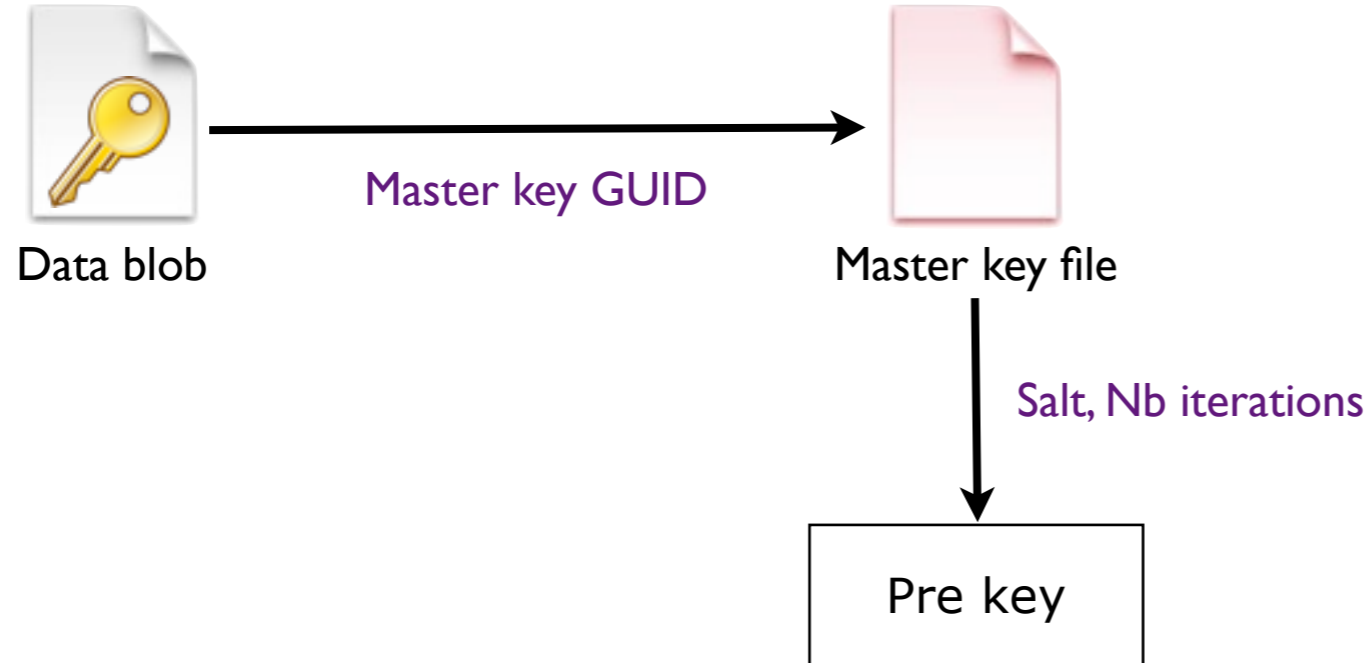 Master key GUID
Data blob
Master key file
Salt, Nb iterations
Pre key